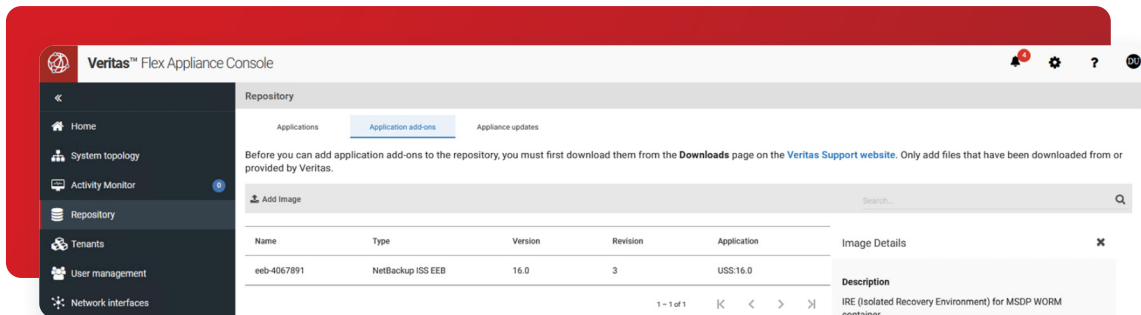 Veritas™ Flex Appliance Console
4
?
DU
«
Home
System topology
Activity Monitor
0
Repository
Tenants
User management
Network interfaces
Repository
Applications
Application add-ons
Appliance updates
Before you can add application add-ons to the repository, you must first download them from the Downloads page on the Veritas Support website. Only add files that have been downloaded from or
provided by Veritas.
Add Image
Search...
Name Type Version Revision Application
eeb-4067891 NetBackup ISS EEB 16.0 3 USS:16.0
1 – 1 of 1
Image Details
Description
IRE (Isolated Recovery Environment) for MSDP WORM
container